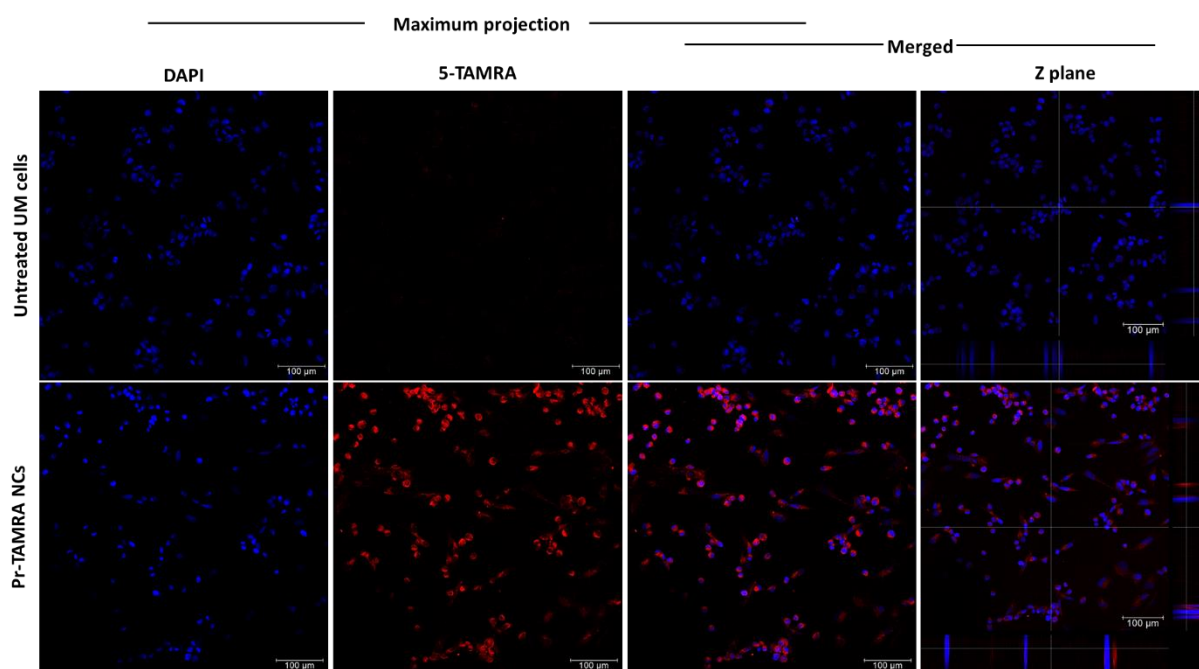 Maximum projection
Merged
DAPI
5-TAMRA
Z plane
Untreated UM cells
100 µm
100 µm
100 µm
100 µm
Pr-TAMRA NCs
100 µm
100 µm
100 µm
100 µm